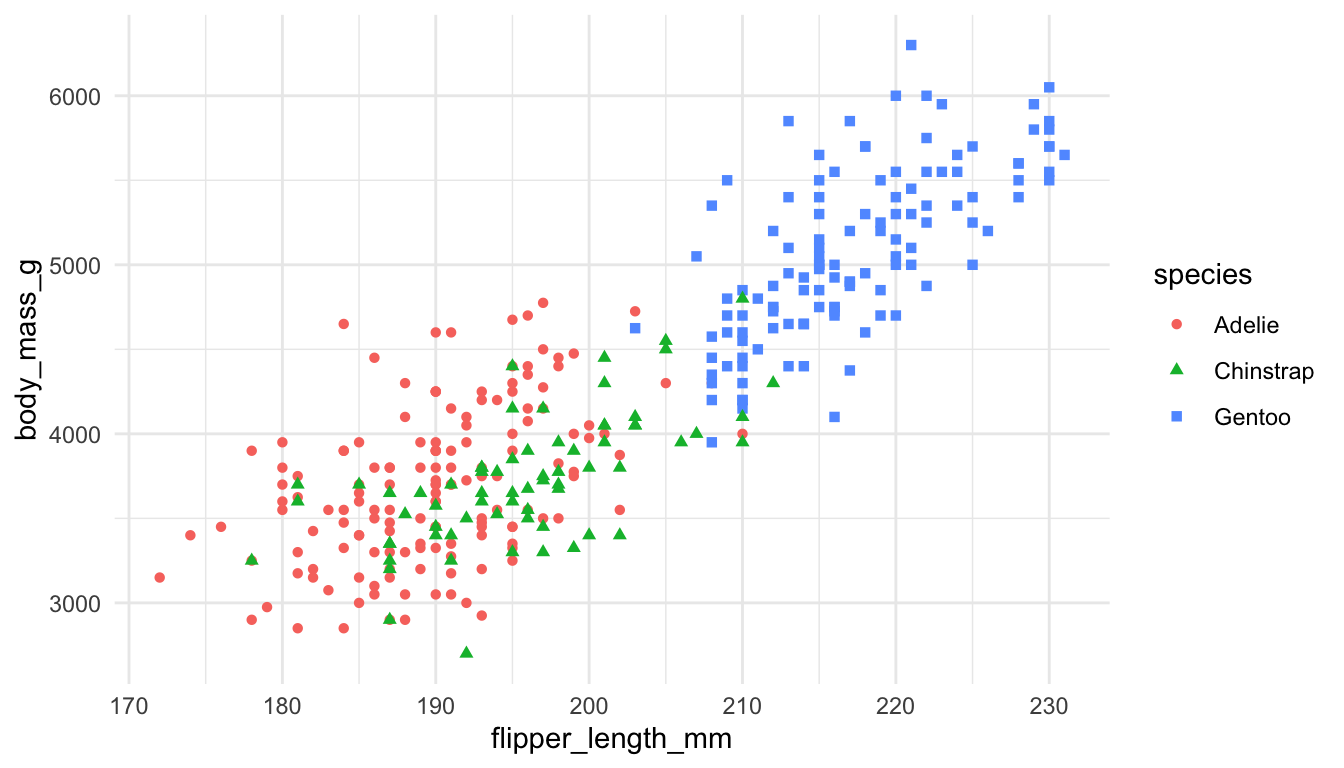 6000
5000
4000
3000
body_mass_g
170 180 190 200 210 220 230
flipper_length_mm
species
Adelie
Chinstrap
Gentoo